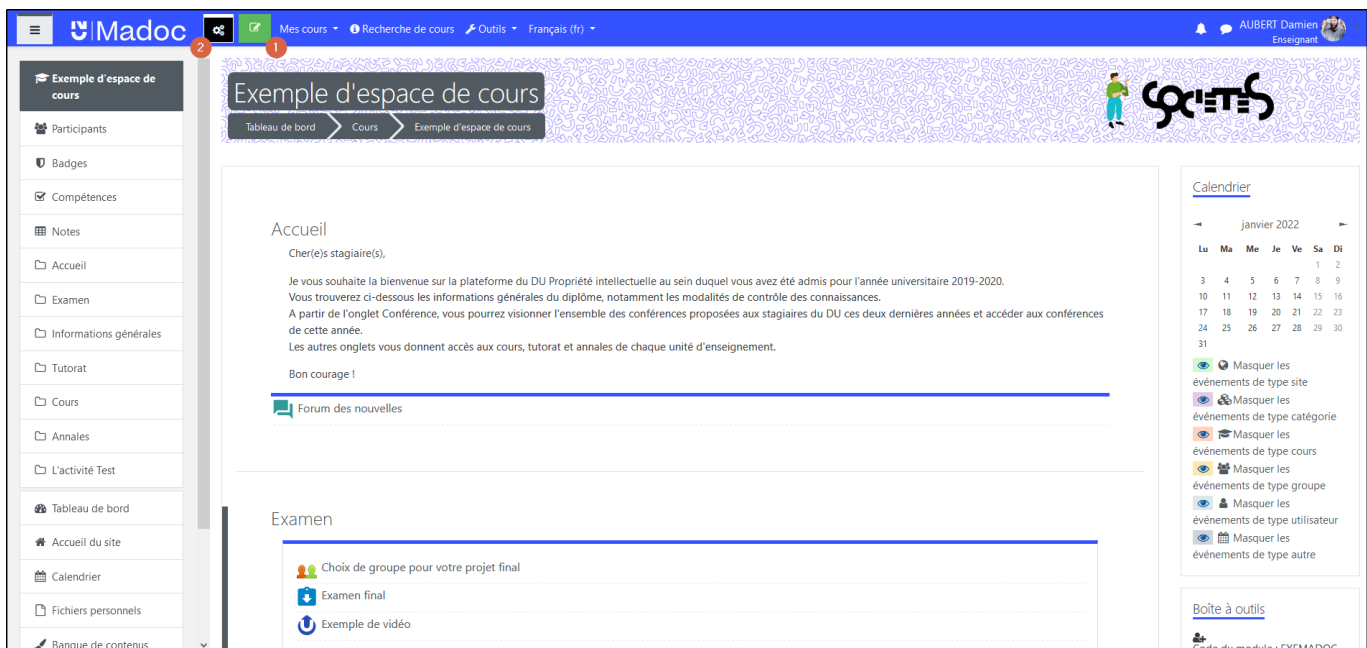 Madoc
2
1
Mes cours
Recherche de cours
Outils
Français (fr)
AUBERT Damien
Enseignant
Exemple d'espace de
cours
Participants
Badges
Compétences
Notes
Accueil
Examen
Informations générales
Tutorat
Cours
Annales
L'activité Test
Tableau de bord
Accueil du site
Calendrier
Fichiers personnels
Banque de contenus
Exemple d'espace de cours
Tableau de bord
Cours
Exemple d'espace de cours
SOCIETES
Accueil
Cher(e)s stagiaire(s),
Je vous souhaite la bienvenue sur la plateforme du DU Propriété intellectuelle au sein duquel vous avez été admis pour l'année universitaire 2019-2020.
Vous trouverez ci-dessous les informations générales du diplôme, notamment les modalités de contrôle des connaissances.
A partir de l'onglet Conférence, vous pourrez visionner l'ensemble des conférences proposées aux stagiaires du DU ces deux dernières années et accéder aux conférences
de cette année.
Les autres onglets vous donnent accès aux cours, tutorat et annales de chaque unité d'enseignement.
Bon courage !
Forum des nouvelles
Examen
Choix de groupe pour votre projet final
Examen final
Exemple de vidéo
Calendrier
janvier 2022
Lu Ma Me Je Ve Sa Di
1 2
3 4 5 6 7 8 9
10 11 12 13 14 15 16
17 18 19 20 21 22 23
24 25 26 27 28 29 30
31
Masquer les
événements de type site
Masquer les
événements de type catégorie
Masquer les
événements de type cours
Masquer les
événements de type groupe
Masquer les
événements de type utilisateur
Masquer les
événements de type autre
Boîte à outils
Code du module : EXEMADOC